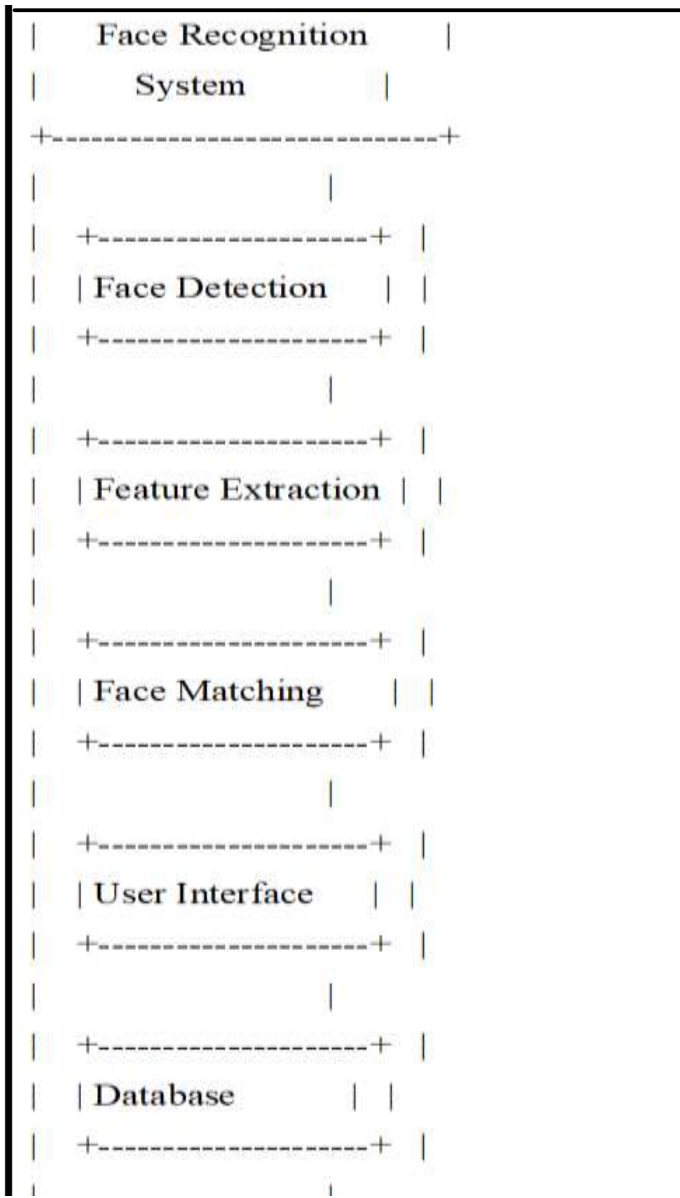 |     Face Recognition     |
|         System         |
+------------------------------+
|                    |
|   +---------------------+  |
|   | Face Detection    |  |
|   +---------------------+  |
|                    |
|   +---------------------+  |
|   | Feature Extraction |  |
|   +---------------------+  |
|                    |
|   +---------------------+  |
|   | Face Matching     |  |
|   +---------------------+  |
|                    |
|   +---------------------+  |
|   | User Interface    |  |
|   +---------------------+  |
|                    |
|   +---------------------+  |
|   | Database        |  |
|   +---------------------+  |
|                    |